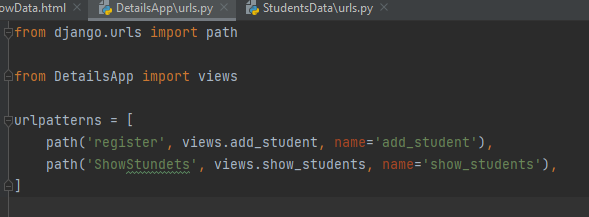 owData.html DetailsApp\urls.py StudentsData\urls.py
from django.urls import path
from DetailsApp import views
urlpatterns = [
path('register', views.add_student, name='add_student'),
path('ShowStundets', views.show_students, name='show_students'),
]